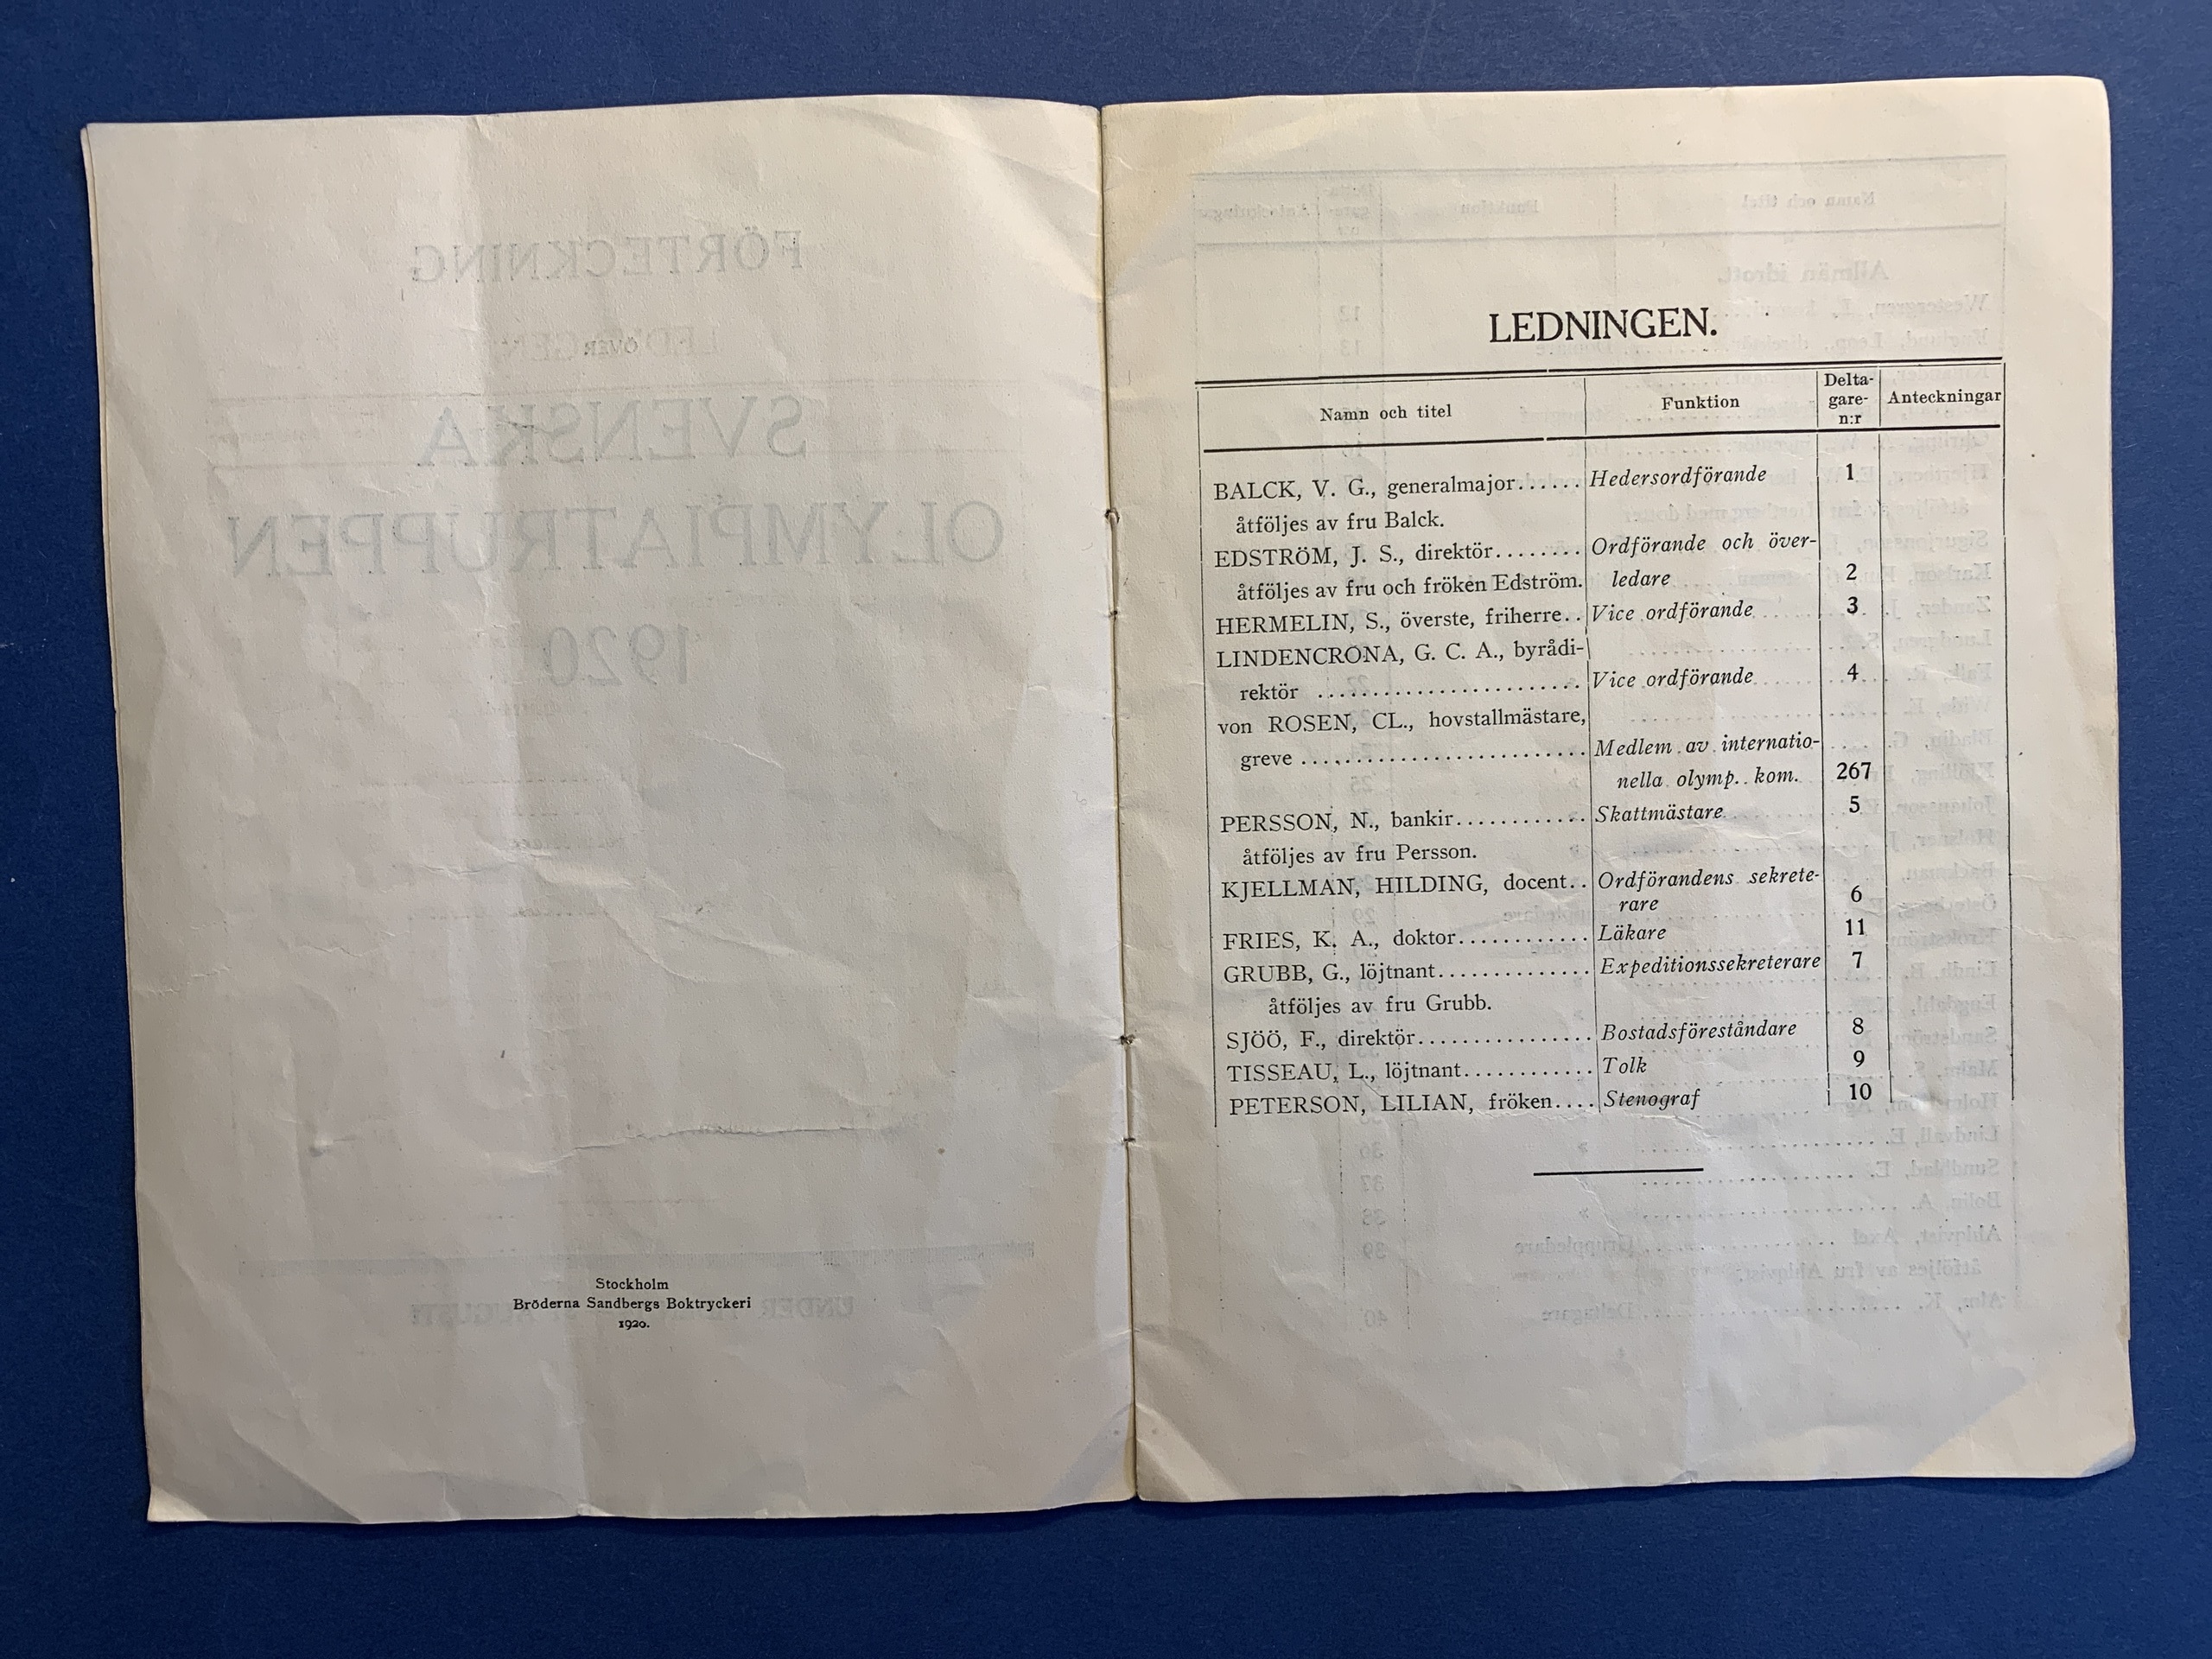 Stockholm
Bröderna Sandbergs Boktryckeri
1920.
LEDNINGEN.
Namn och titel Funktion Delta-gare-n:r Anteckningar
BALCK, V. G., generalmajor...... Hedersordförande 1
åtföljes av fru Balck.
EDSTRÖM, J. S., direktör........ Ordförande och över-
åtföljes av fru och fröken Edström. ledare 2
HERMELIN, S., överste, friherre.. Vice ordförande 3
LINDENCRONA, G. C. A., byrådi-
rektör ........................ Vice ordförande 4
von ROSEN, CL., hovstallmästare,
greve .......................... Medlem av internatio-
nella olymp. kom. 267
PERSSON, N., bankir............ Skattmästare 5
åtföljes av fru Persson.
KJELLMAN, HILDING, docent.. Ordförandens sekrete-
rare 6
FRIES, K. A., doktor............ Läkare 11
GRUBB, G., löjtnant.............. Expeditionssekreterare 7
åtföljes av fru Grubb.
SJÖÖ, F., direktör................ Bostadsföreståndare 8
TISSEAU, L., löjtnant............ Tolk 9
PETERSON, LILIAN, fröken.... Stenograf 10